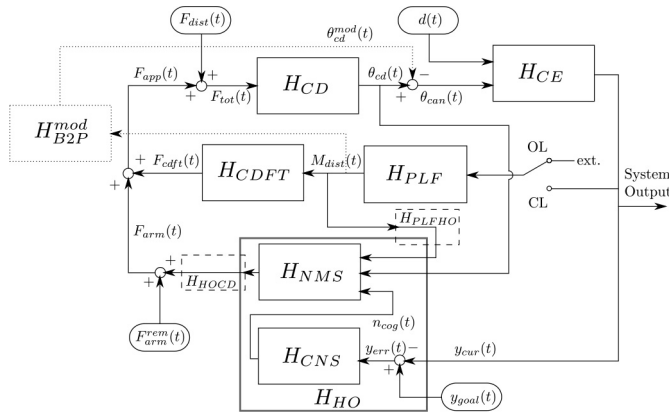 F_dist(t)
θ_cd^mod(t)
d(t)
F_app(t)
+
+
F_tot(t)
H_CD
θ_cd(t)
−
+
θ_can(t)
H_CE
H_B2P^mod
+
F_cdft(t)
+
H_CDFT
M_dist(t)
H_PLF
OL
ext.
CL
System
Output
F_arm(t)
H_PLFHO
+
+
H_HOCD
H_NMS
F_arm^rem(t)
n_cog(t)
H_CNS
y_err(t)
−
+
y_cur(t)
H_HO
y_goal(t)